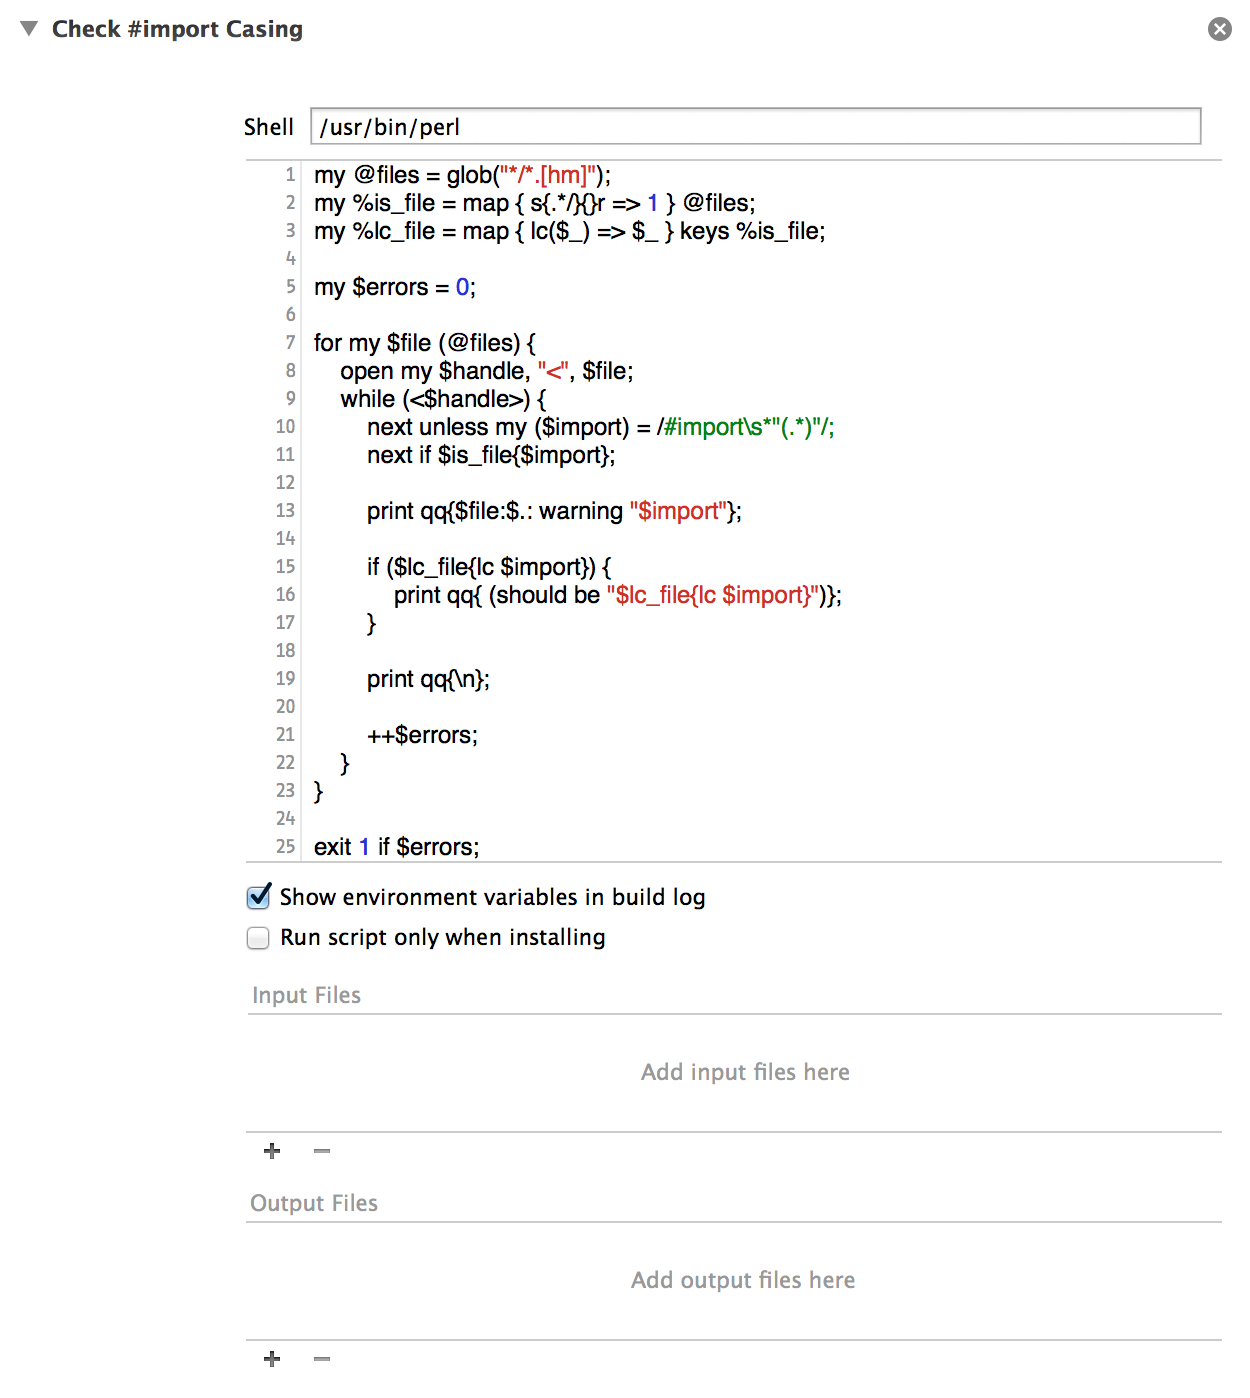 Check #import Casing
Shell /usr/bin/perl
1 my @files = glob("*/*.[hm]");
2 my %is_file = map { s{.*/}{}r => 1 } @files;
3 my %lc_file = map { lc($_) => $_ } keys %is_file;
4
5 my $errors = 0;
6
7 for my $file (@files) {
8 open my $handle, "<", $file;
9 while (<$handle>) {
10 next unless my ($import) = /#import\s*"(.*)"/;
11 next if $is_file{$import};
12
13 print qq{$file:$.: warning "$import"};
14
15 if ($lc_file{lc $import}) {
16 print qq{ (should be "$lc_file{lc $import}")};
17 }
18
19 print qq{\n};
20
21 ++$errors;
22 }
23 }
24
25 exit 1 if $errors;
Show environment variables in build log
Run script only when installing
Input Files
Add input files here
Output Files
Add output files here